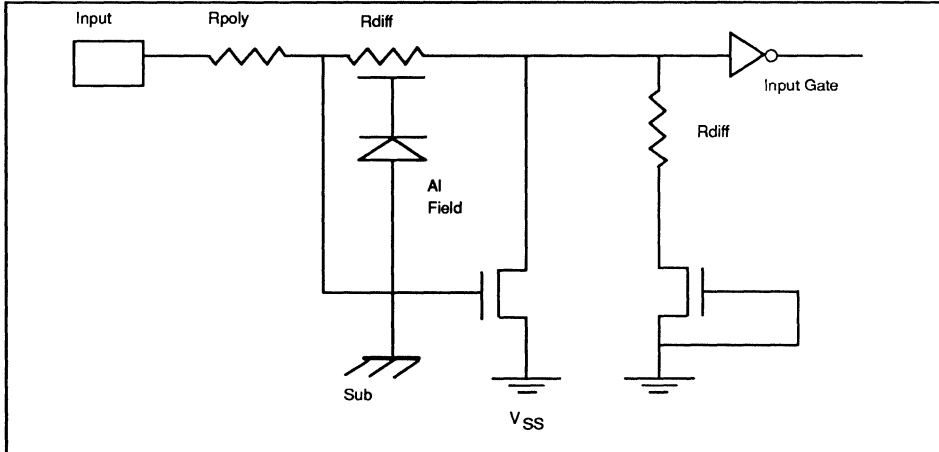 Input
Rpoly
Rdiff
Input Gate
Rdiff
Al
Field
Sub
VSS